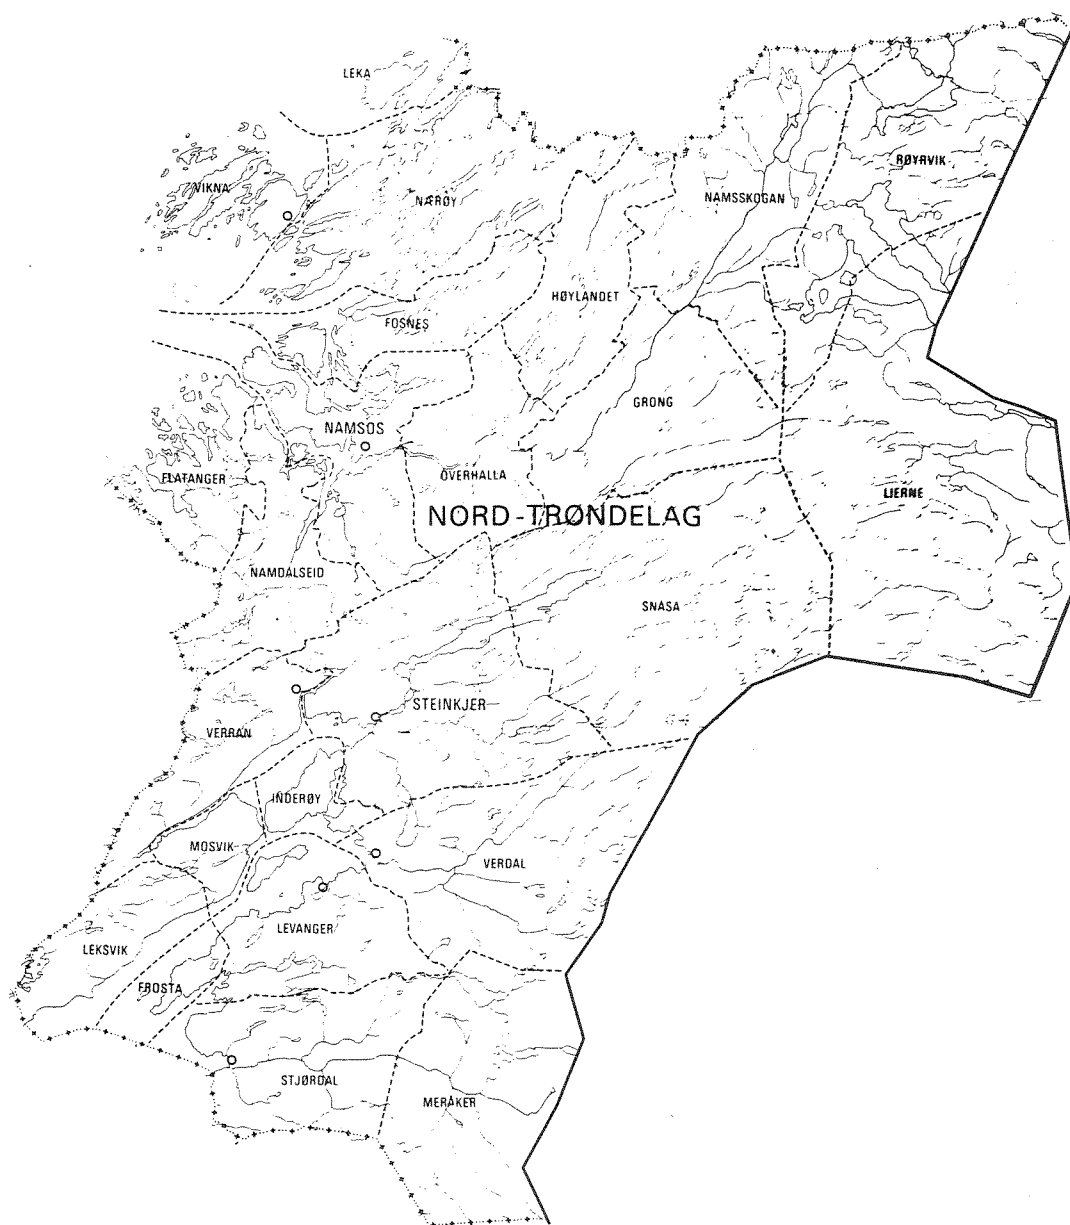 LEKA
RØYRVIK
VIKNA
NÆRØY
NAMSSKOGAN
HØYLANDET
FOSNES
GRONG
NAMSOS
OVERHALLA
FLATANGER
LIERNE
NORD-TRØNDELAG
NAMDALSEID
SNASA
STEINKJER
VERRAN
INDERØY
MOSVIK
VERDAL
LEVANGER
LEKSVIK
FROSTA
STJØRDAL
MERÅKER